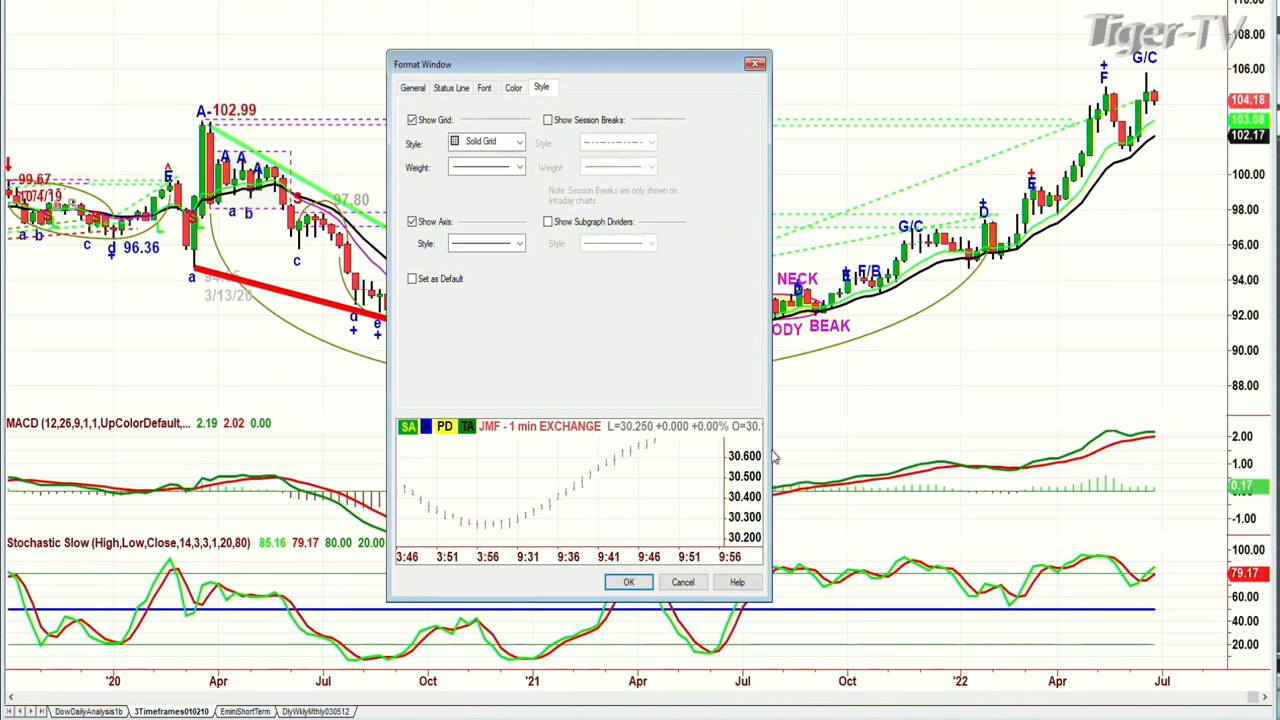 Tiger-TV
110.00
108.00
106.00
104.18
103.08
102.17
100.00
98.00
96.00
94.00
92.00
90.00
88.00
G/C
F
E
D
G/C
E F/B
D
NECK
BEAK
A-102.99
A A A
E
99.67
10/4/19
S
97.80
a b
c
d 96.36
a
a b
c
3/13/20
d e
Format Window
General Status Line Font Color Style
Show Grid:
Style: Solid Grid
Weight:
Show Session Breaks:
Style:
Weight:
Note: Session Breaks are only shown on
intraday charts.
Show Axis:
Style:
Show Subgraph Dividers:
Style:
Set as Default
SA A PD TA JMF - 1 min EXCHANGE L=30.250 +0.000 +0.00% O=30.
30.600
30.500
30.400
30.300
30.200
3:46 3:51 3:56 9:31 9:36 9:41 9:46 9:51 9:56
OK Cancel Help
MACD (12,26,9,1,1,UpColorDefault,... 2.19 2.02 0.00
2.00
1.00
0.17
-1.00
Stochastic Slow (High,Low,Close,14,3,3,1,20,80) 85.16 79.17 80.00 20.00
100.00
79.17
60.00
40.00
20.00
'20 Apr Jul Oct '21 Apr Jul Oct '22 Apr Jul
DowDailyAnalysis1b 3Timeframes010210 EminiShortTerm DlyWklyMthly030512